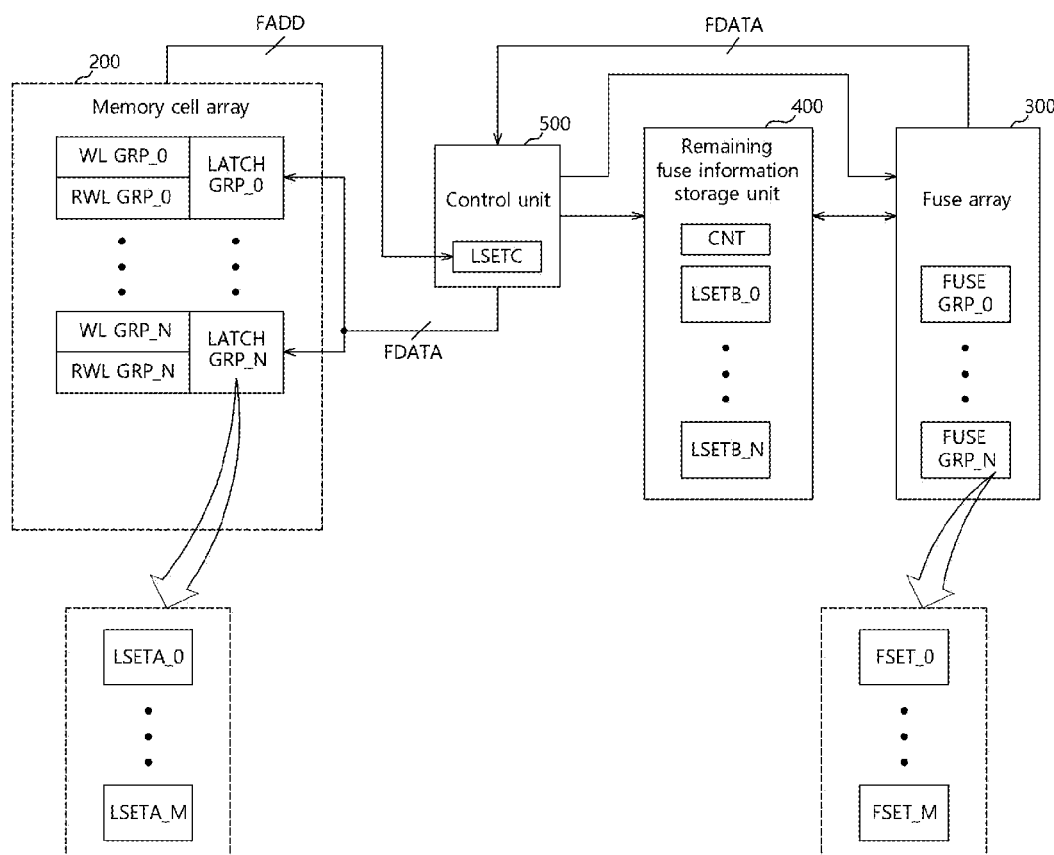 FADD
FDATA
200
Memory cell array
WL GRP_0
RWL GRP_0
LATCH
GRP_0
WL GRP_N
RWL GRP_N
LATCH
GRP_N
500
Control unit
LSETC
FDATA
400
Remaining
fuse information
storage unit
CNT
LSETB_0
LSETB_N
300
Fuse array
FUSE
GRP_0
FUSE
GRP_N
LSETA_0
LSETA_M
FSET_0
FSET_M